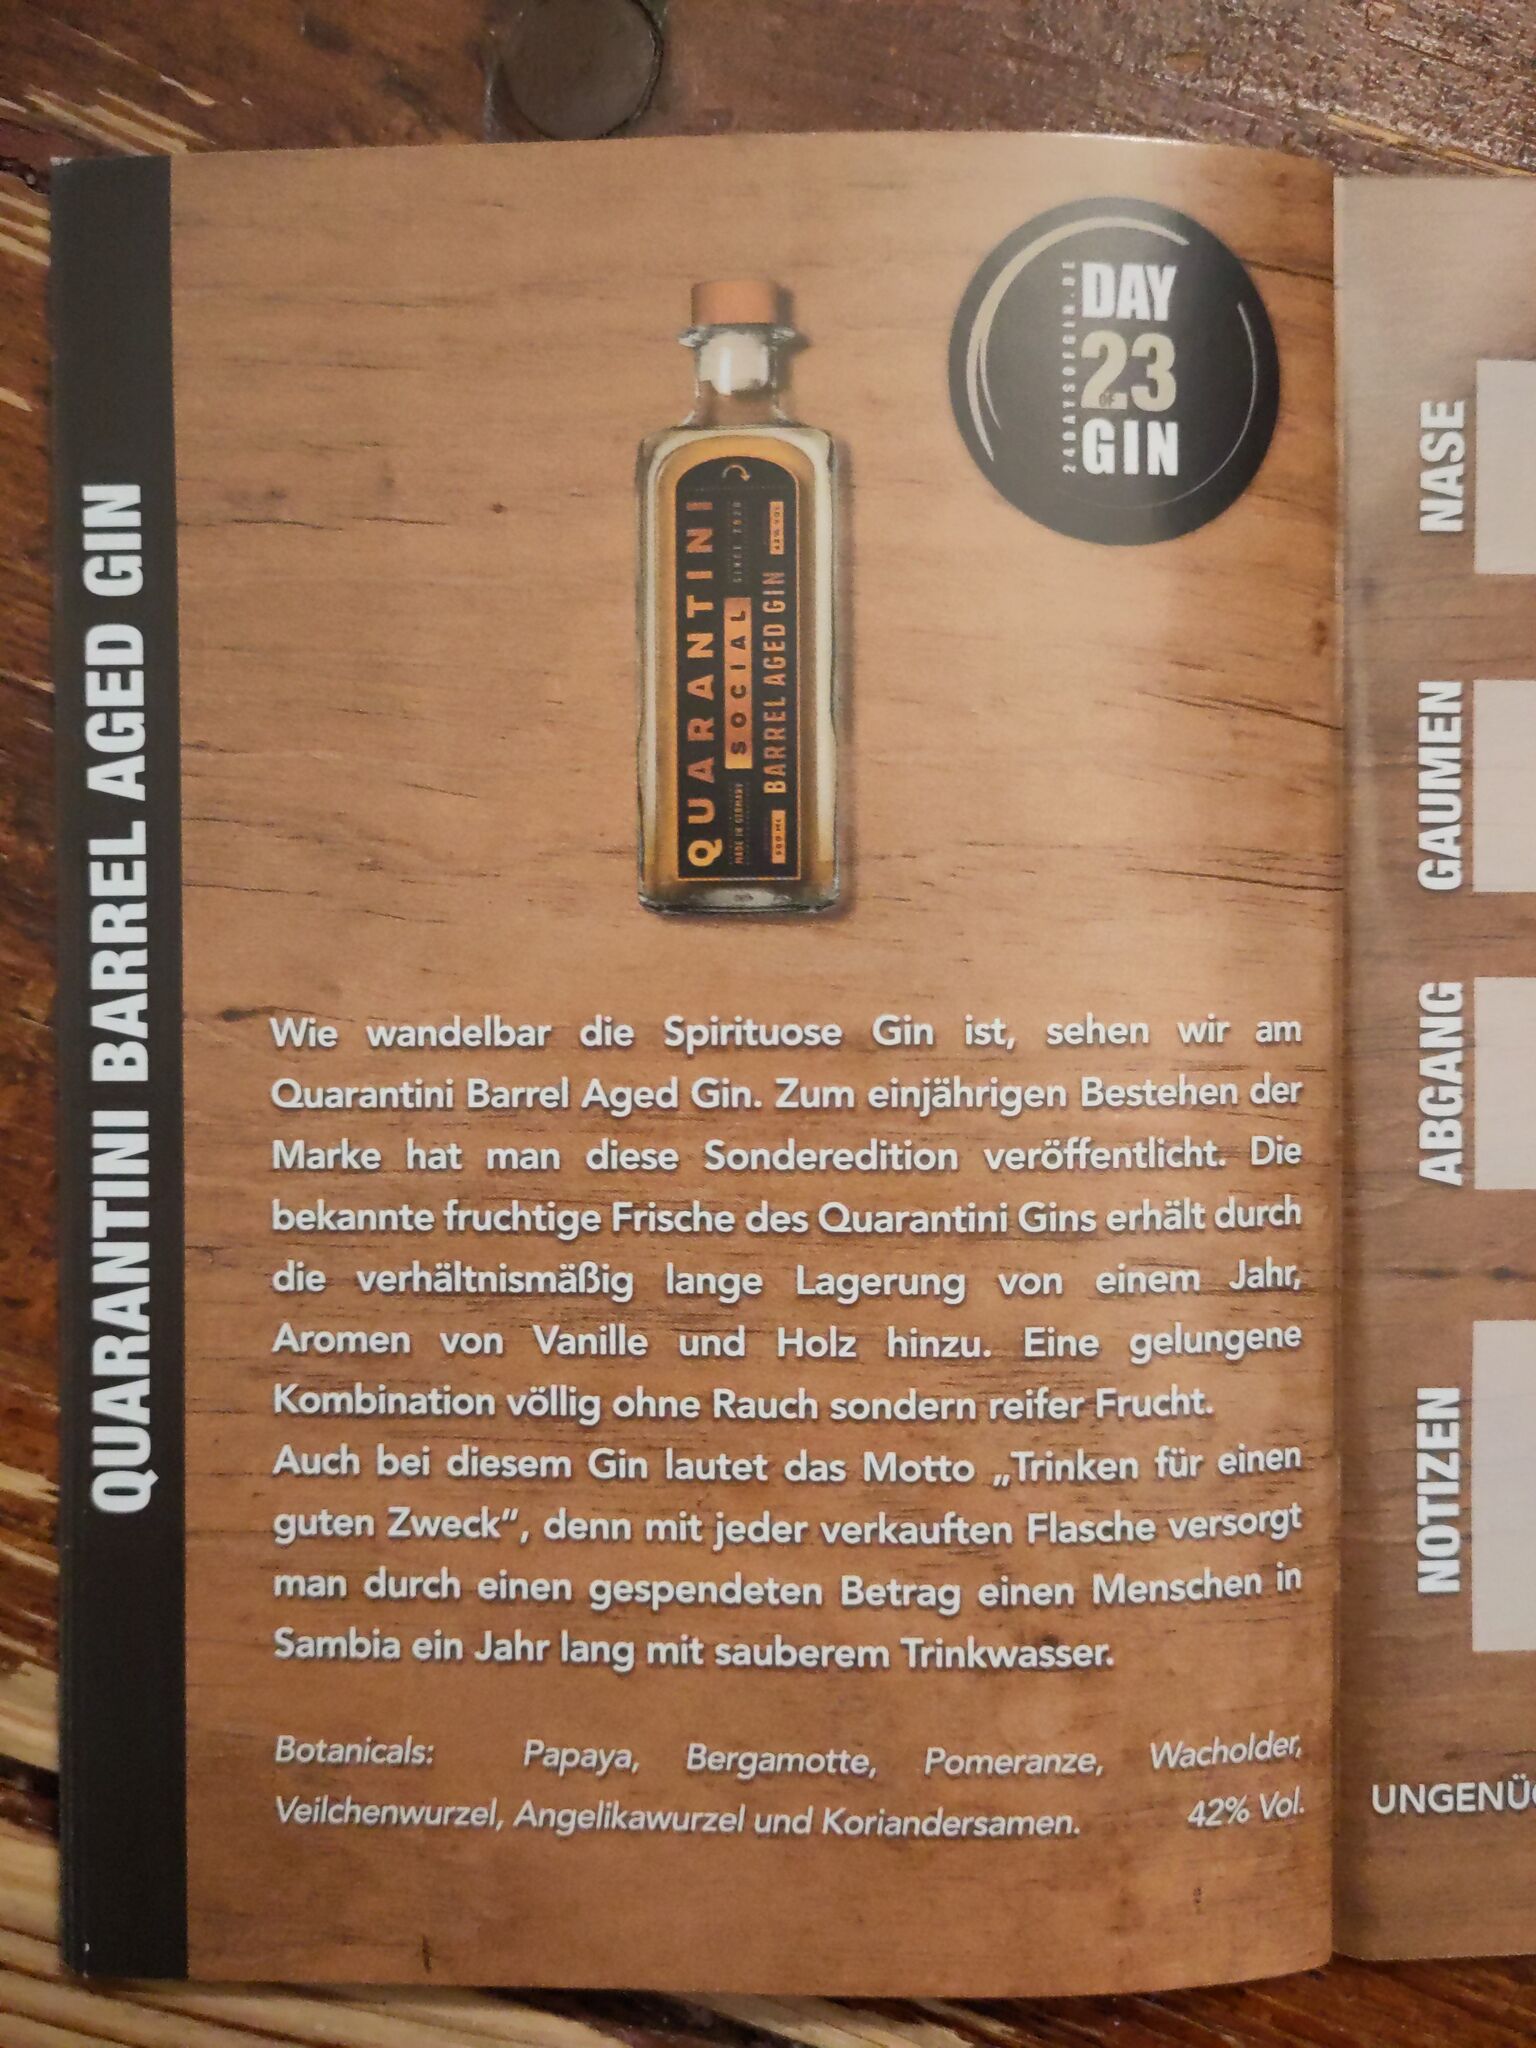 QUARANTINI BARREL AGED GIN
24DAYSOFGIN.DE
DAY
23
OF
GIN
QUARANTINI
MADE IN GERMANY
SOCIAL
SINCE 2020
500 ML
BARREL AGED GIN
42% VOL
Wie wandelbar die Spirituose Gin ist, sehen wir am
Quarantini Barrel Aged Gin. Zum einjährigen Bestehen der
Marke hat man diese Sonderedition veröffentlicht. Die
bekannte fruchtige Frische des Quarantini Gins erhält durch
die verhältnismäßig lange Lagerung von einem Jahr,
Aromen von Vanille und Holz hinzu. Eine gelungene
Kombination völlig ohne Rauch sondern reifer Frucht.
Auch bei diesem Gin lautet das Motto „Trinken für einen
guten Zweck“, denn mit jeder verkauften Flasche versorgt
man durch einen gespendeten Betrag einen Menschen in
Sambia ein Jahr lang mit sauberem Trinkwasser.
Botanicals: Papaya, Bergamotte, Pomeranze, Wacholder,
Veilchenwurzel, Angelikawurzel und Koriandersamen. 42% Vol.
NASE
GAUMEN
ABGANG
NOTIZEN